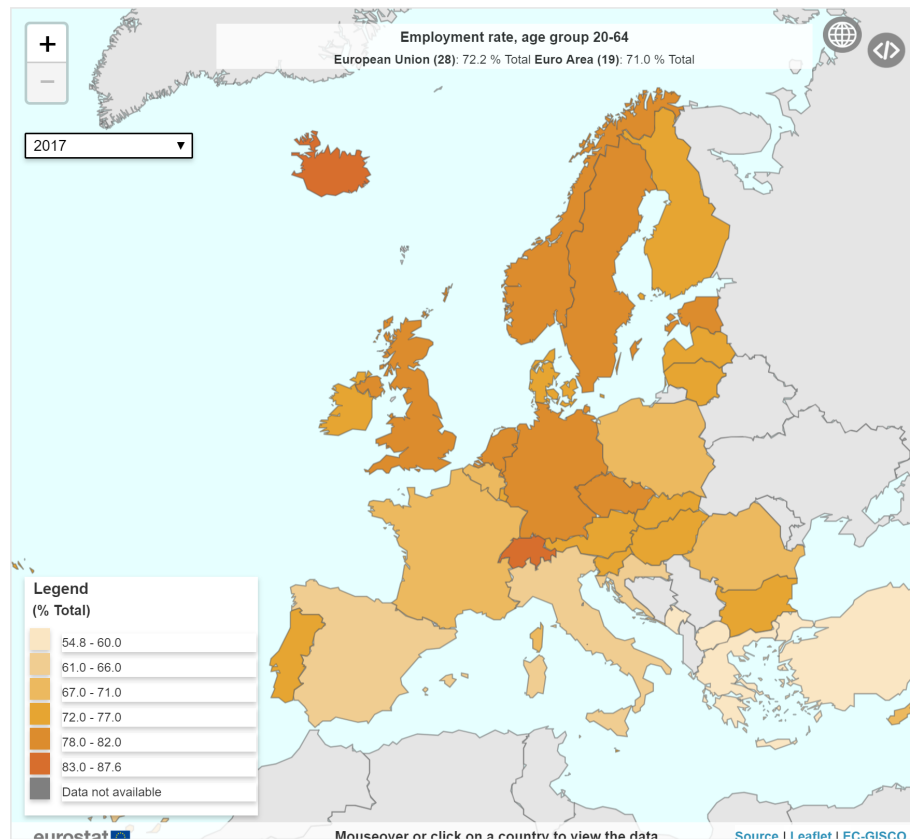 +
Employment rate, age group 20-64
European Union (28): 72.2 % Total Euro Area (19): 71.0 % Total
</>
−
2017 ▼
Legend
(% Total)
54.8 - 60.0
61.0 - 66.0
67.0 - 71.0
72.0 - 77.0
78.0 - 82.0
83.0 - 87.6
Data not available
eurostat
Mouseover or click on a country to view the data
Source | Leaflet | EC-GISCO